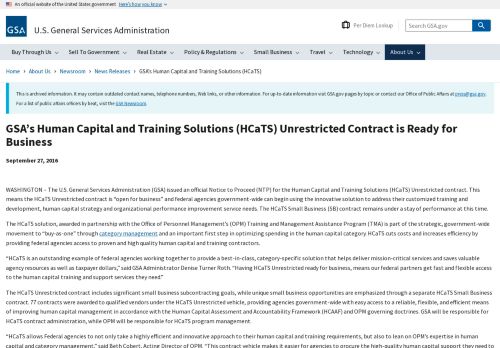 An official website of the United States government Here's how you know
GSA U.S. General Services Administration
Per Diem Lookup
Search GSA.gov
Buy Through Us Sell To Government Real Estate Policy & Regulations Small Business Travel Technology About Us
Home › About Us › Newsroom › News Releases › GSA's Human Capital and Training Solutions (HCaTS)
This is archived information. It may contain outdated contact names, telephone numbers, Web links, or other information. For up-to-date information visit GSA.gov pages by topic or contact our Office of Public Affairs at press@gsa.gov.
For a list of public affairs officers by beat, visit the GSA Newsroom.
GSA's Human Capital and Training Solutions (HCaTS) Unrestricted Contract is Ready for
Business
September 27, 2016
WASHINGTON – The U.S. General Services Administration (GSA) issued an official Notice to Proceed (NTP) for the Human Capital and Training Solutions (HCaTS) Unrestricted contract. This
means the HCaTS Unrestricted contract is "open for business" and federal agencies government-wide can begin using the innovative solution to address their customized training and
development, human capital strategy and organizational performance improvement service needs. The HCaTS Small Business (SB) contract remains under a stay of performance at this time.
The HCaTS solution, awarded in partnership with the Office of Personnel Management's (OPM) Training and Management Assistance Program (TMA) is part of the strategic, government-wide
movement to "buy-as-one" through category management and an important first step in optimizing spending in the human capital category. HCaTS cuts costs and increases efficiency by
providing federal agencies access to proven and high quality human capital and training contractors.
"HCaTS is an outstanding example of federal agencies working together to provide a best-in-class, category-specific solution that helps deliver mission-critical services and saves valuable
agency resources as well as taxpayer dollars," said GSA Administrator Denise Turner Roth. "Having HCaTS Unrestricted ready for business, means our federal partners get fast and flexible access
to the human capital training and support services they need"
The HCaTS Unrestricted contract includes significant small business subcontracting goals, while unique small business opportunities are emphasized through a separate HCaTS Small Business
contract. 77 contracts were awarded to qualified vendors under the HCaTS Unrestricted vehicle, providing agencies government-wide with easy access to a reliable, flexible, and efficient means
of improving human capital management in accordance with the Human Capital Assessment and Accountability Framework (HCAAF) and OPM governing doctrines. GSA will be responsible for
HCaTS contract administration, while OPM will be responsible for HCaTS program management.
"HCaTS allows Federal agencies to not only take a highly efficient and innovative approach to their human capital and training requirements, but also to lean on OPM's expertise in human
capital and category management," said Beth Cobert, Acting Director of OPM. "This contract vehicle makes it easier for agencies to procure the high-quality human capital support they need to